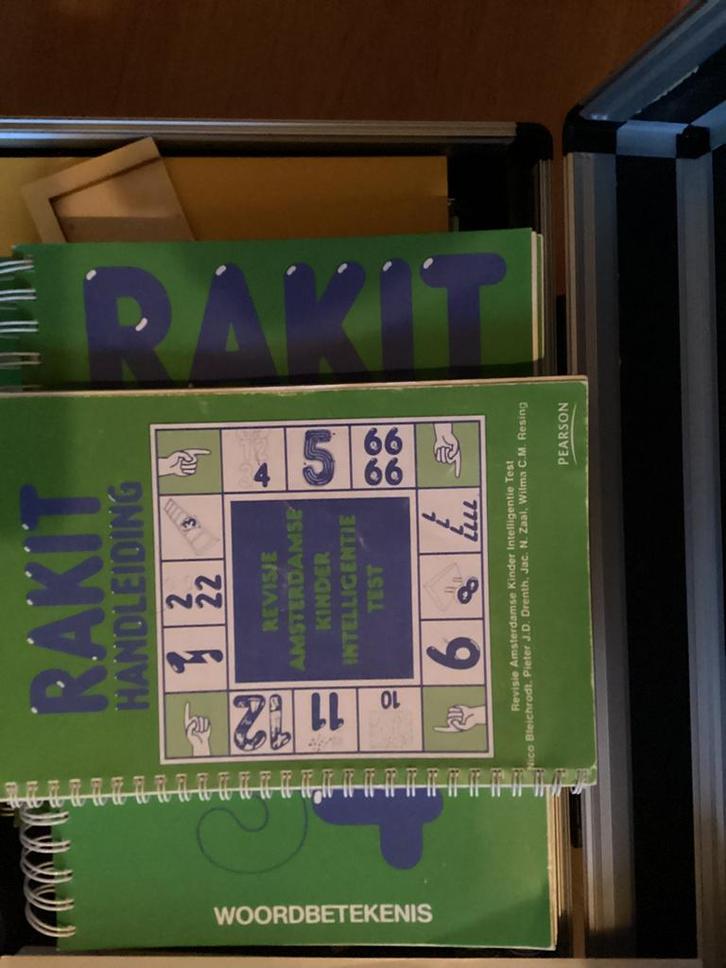 RAKIT
RAKIT
HANDLEIDING
4
5
66
66
3
2
22
8
9
12
11
10
REVISIE
AMSTERDAMSE
KINDER
INTELLIGENTIE
TEST
Revisie Amsterdamse Kinder Intelligentie Test
Nico Bleichrodt, Pieter J.D. Drenth, Jac. N. Zaal, Wilma C.M. Resing
PEARSON
WOORDBETEKENIS